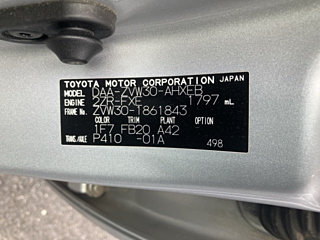 TOYOTA MOTOR CORPORATION JAPAN
MODEL DAA-ZVW30-AHXEB
ENGINE 2ZR-FXE 1797 mL
FRAME No. ZVW30-1861843
COLOR TRIM PLANT OPTION
1F7 FB20 A42
TRANS./AXLE P410 -01A
498